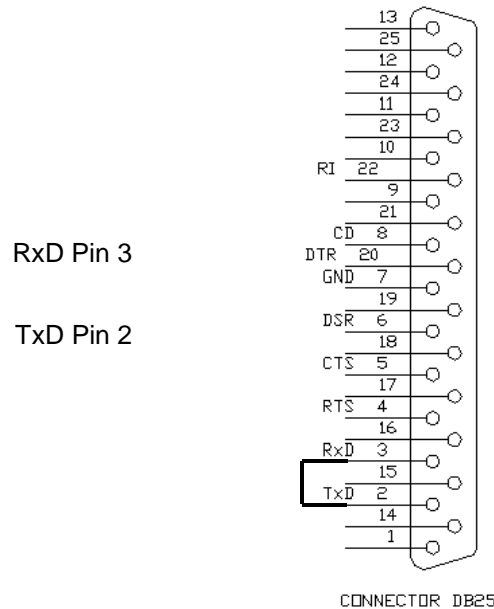 13
25
12
24
11
23
10
RI 22
9
21
CD 8
DTR 20
GND 7
19
DSR 6
18
CTS 5
17
RTS 4
16
RxD 3
15
TxD 2
14
1
RxD Pin 3
TxD Pin 2
CONNECTOR DB25